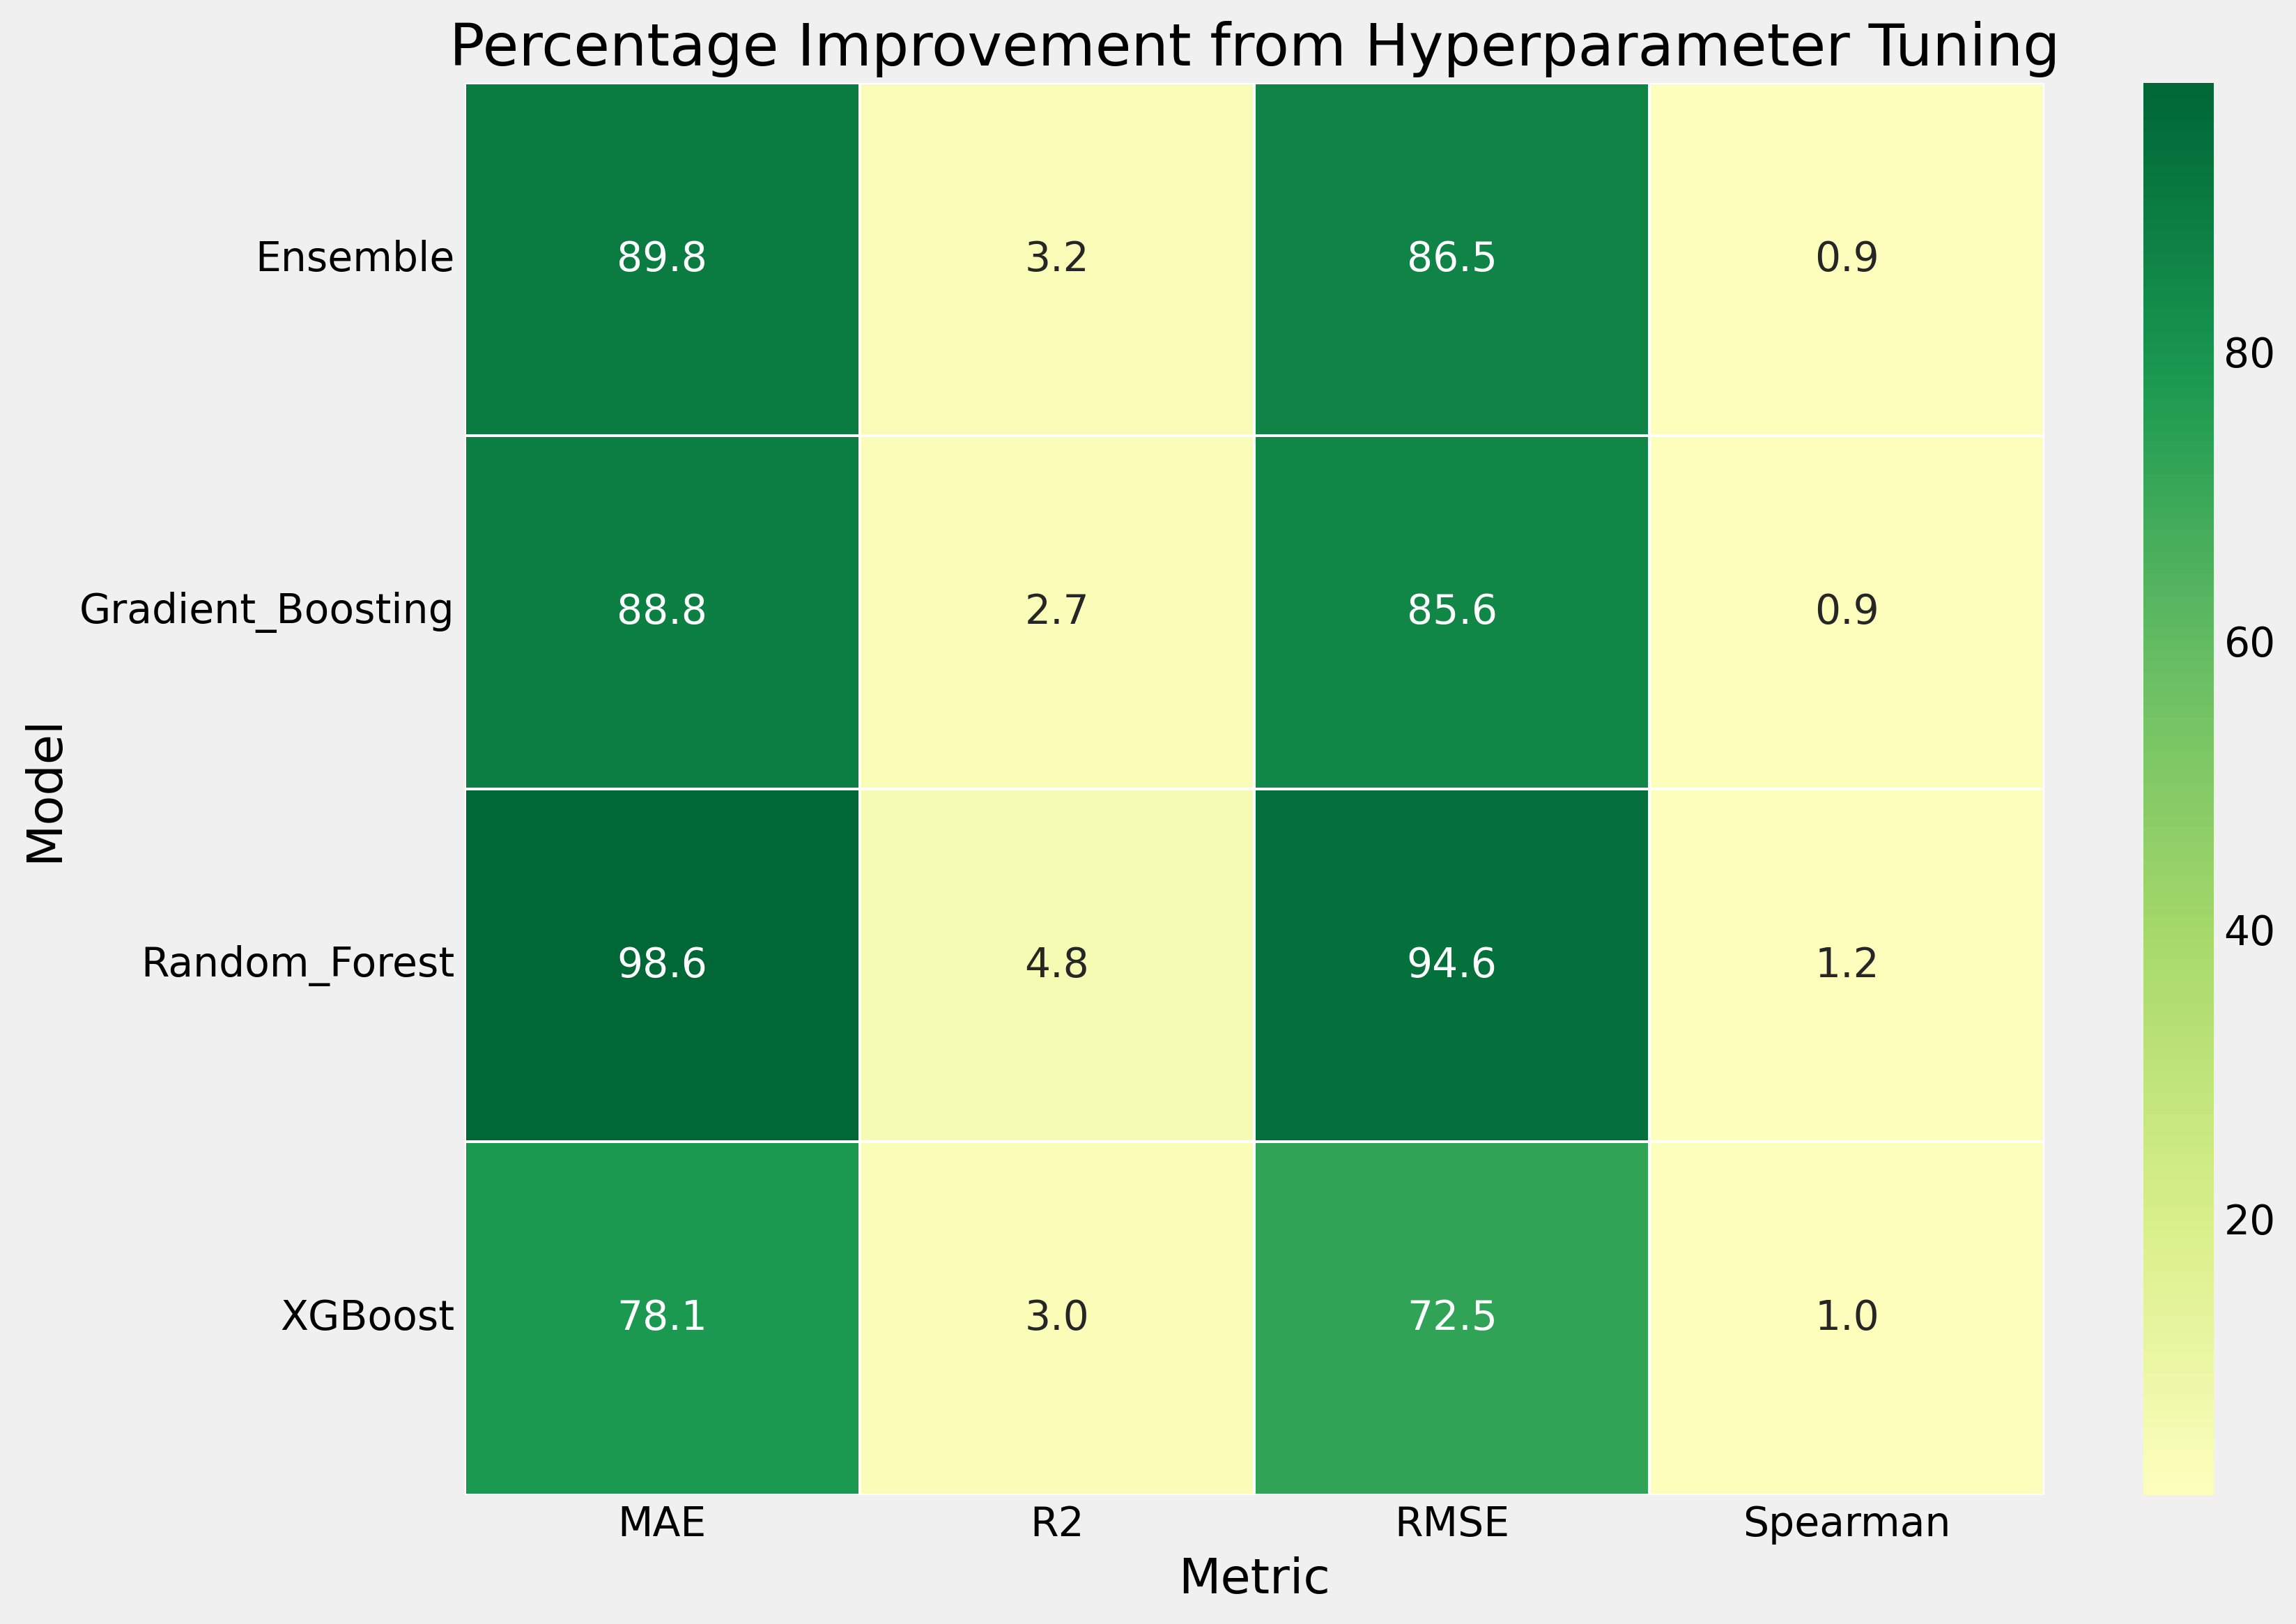 Percentage Improvement from Hyperparameter Tuning
Model
Ensemble 89.8 3.2 86.5 0.9
Gradient_Boosting 88.8 2.7 85.6 0.9
Random_Forest 98.6 4.8 94.6 1.2
XGBoost 78.1 3.0 72.5 1.0
MAE R2 RMSE Spearman
Metric
80
60
40
20